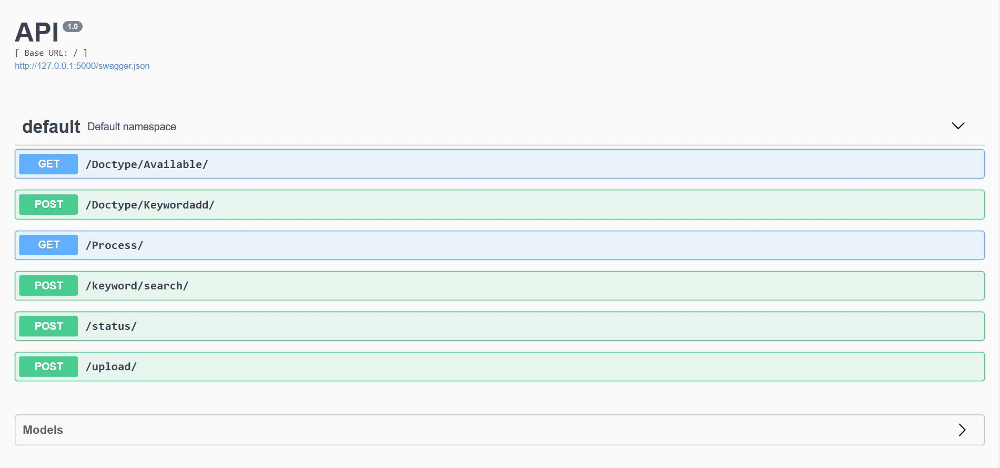 API 1.0
[ Base URL: / ]
http://127.0.0.1:5000/swagger.json
default Default namespace
GET /Doctype/Available/
POST /Doctype/Keywordadd/
GET /Process/
POST /keyword/search/
POST /status/
POST /upload/
Models